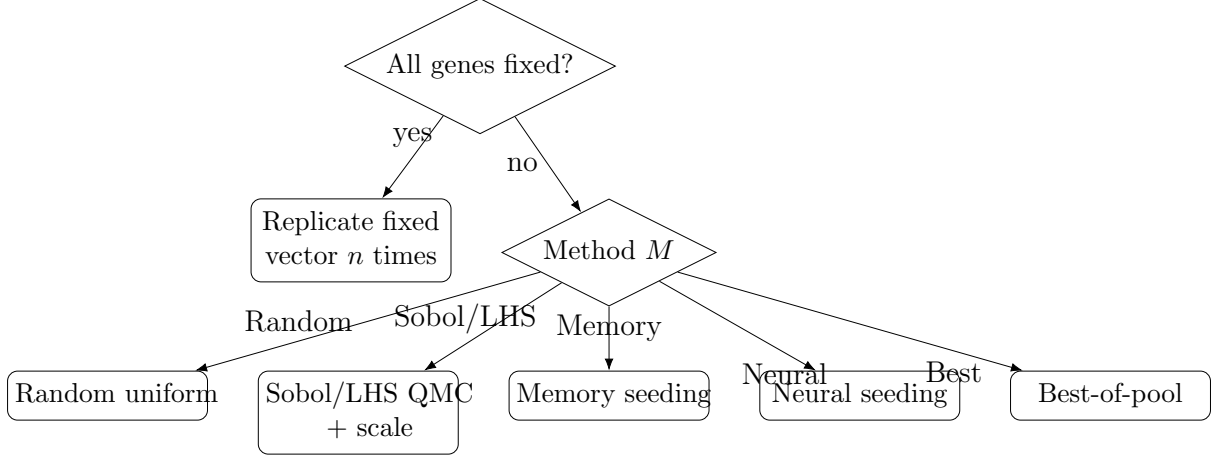 All genes fixed?
yes
no
Replicate fixed
vector n times
Method M
Random
Sobol/LHS
Memory
Neural
Best
Random uniform
Sobol/LHS QMC
+ scale
Memory seeding
Neural seeding
Best-of-pool